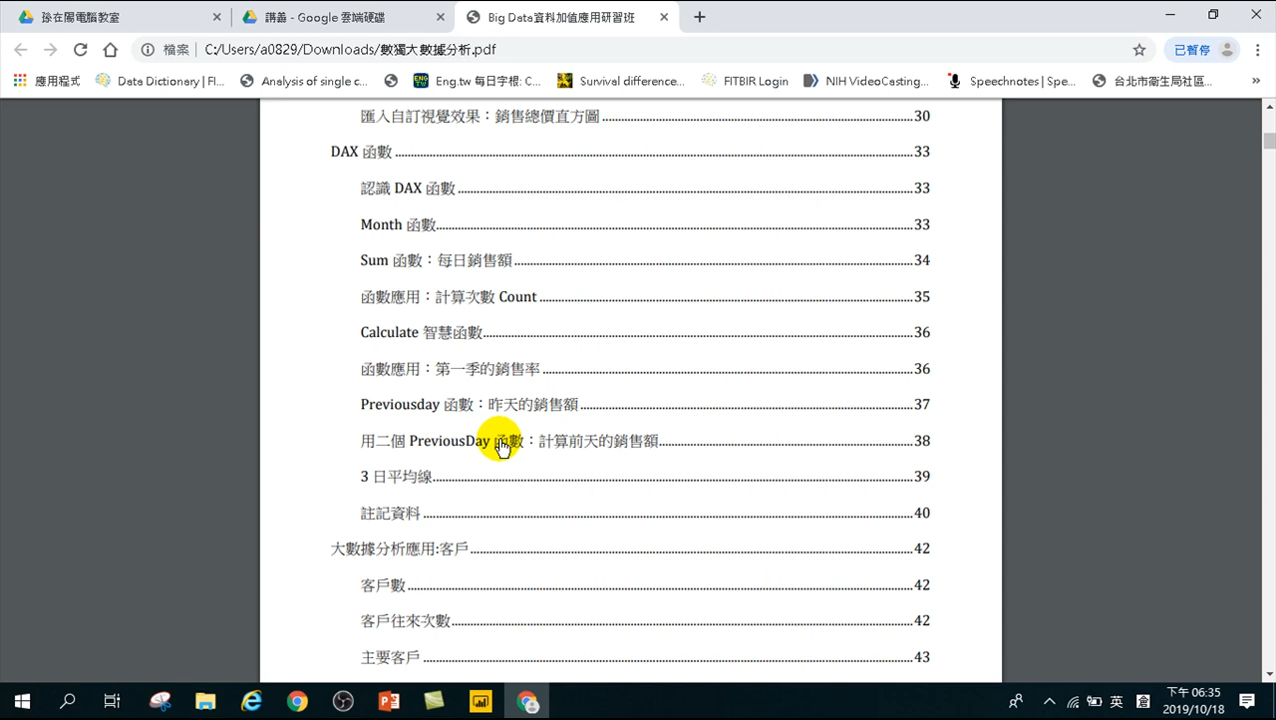 徐在陽電腦教室
講義 - Google 雲端硬碟
Big Data資料加值應用研習班
檔案 C:/Users/a0829/Downloads/數獨大數據分析.pdf
已暫停
應用程式
Data Dictionary | Fl...
Analysis of single c...
Eng.tw 每日字根: C...
Survival difference...
FITBIR Login
NIH VideoCasting...
Speechnotes | Spe...
台北市衛生局社區...
匯入自訂視覺效果：銷售總價直方圖 30
DAX 函數 33
認識 DAX 函數 33
Month 函數 33
Sum 函數：每日銷售額 34
函數應用：計算次數 Count 35
Calculate 智慧函數 36
函數應用：第一季的銷售率 36
Previousday 函數：昨天的銷售額 37
用二個 PreviousDay 函數：計算前天的銷售額 38
3 日平均線 39
註記資料 40
大數據分析應用:客戶 42
客戶數 42
客戶往來次數 42
主要客戶 43
英
下午 06:35
2019/10/18